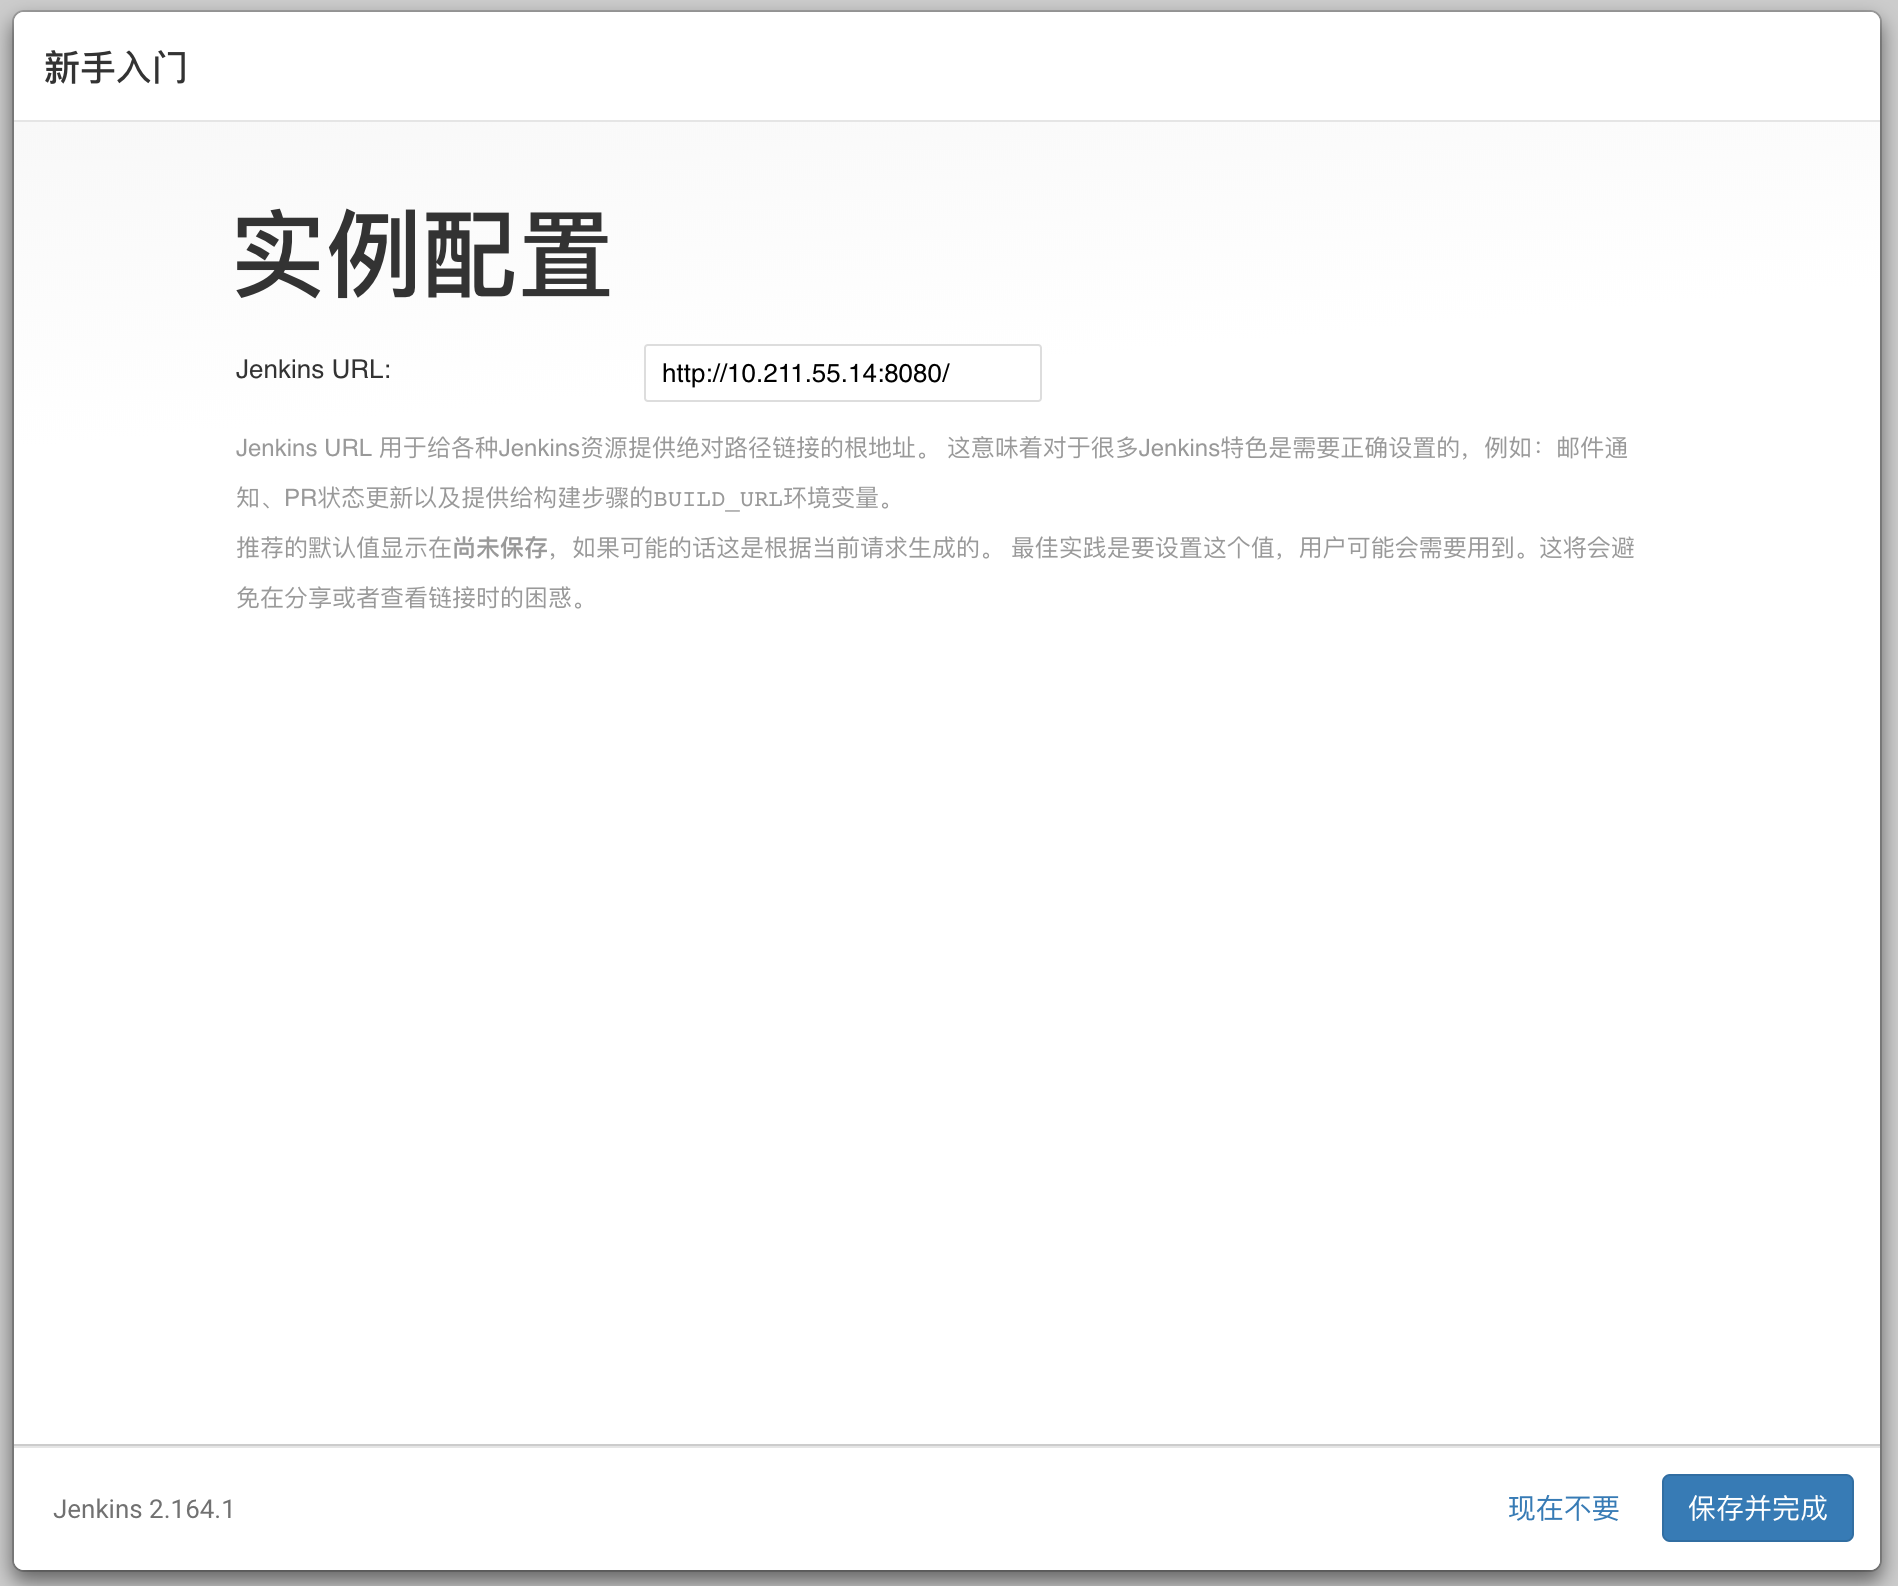 新手入门
实例配置
Jenkins URL:
http://10.211.55.14:8080/
Jenkins URL 用于给各种Jenkins资源提供绝对路径链接的根地址。 这意味着对于很多Jenkins特色是需要正确设置的，例如：邮件通
知、PR状态更新以及提供给构建步骤的BUILD_URL环境变量。
推荐的默认值显示在尚未保存，如果可能的话这是根据当前请求生成的。 最佳实践是要设置这个值，用户可能会需要用到。这将会避
免在分享或者查看链接时的困惑。
Jenkins 2.164.1
现在不要
保存并完成